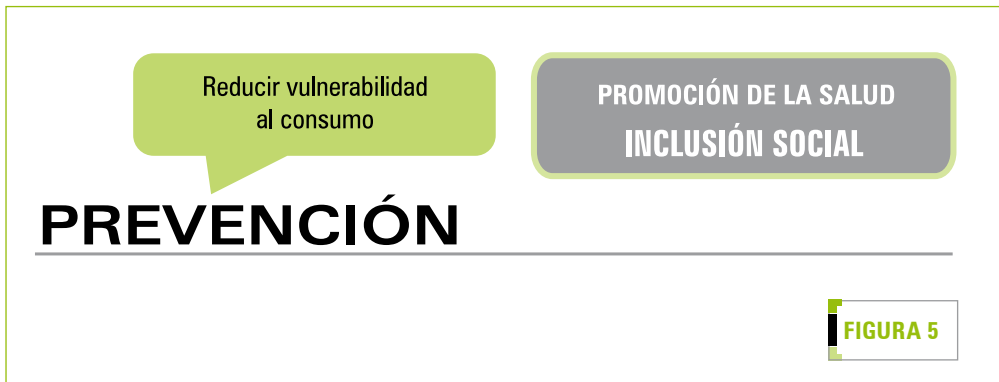 Reducir vulnerabilidad
al consumo
PROMOCIÓN DE LA SALUD
INCLUSIÓN SOCIAL
PREVENCIÓN
FIGURA 5